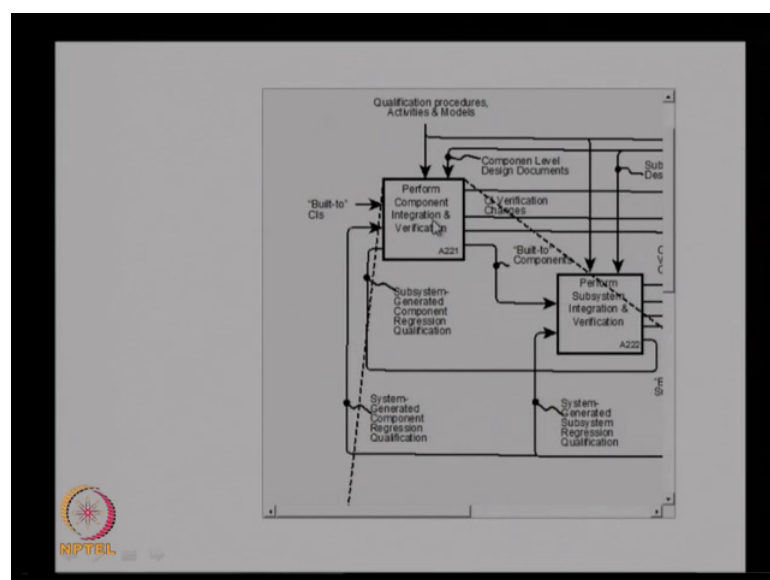 Qualification procedures,
Activities & Models
Componen Level
Design Documents
Sub
Des
Perform
Component
Integration &
Verification
A221
"Built-to"
CIs
CI Verification
Changes
"Built-to"
Components
C
V
C
Perform
Subsystem
Integration &
Verification
A222
Subsystem-
Generated
Component
Regression
Qualification
"E
S
System-
Generated
Component
Regression
Qualification
System-
Generated
Subsystem
Regression
Qualification
NPTEL